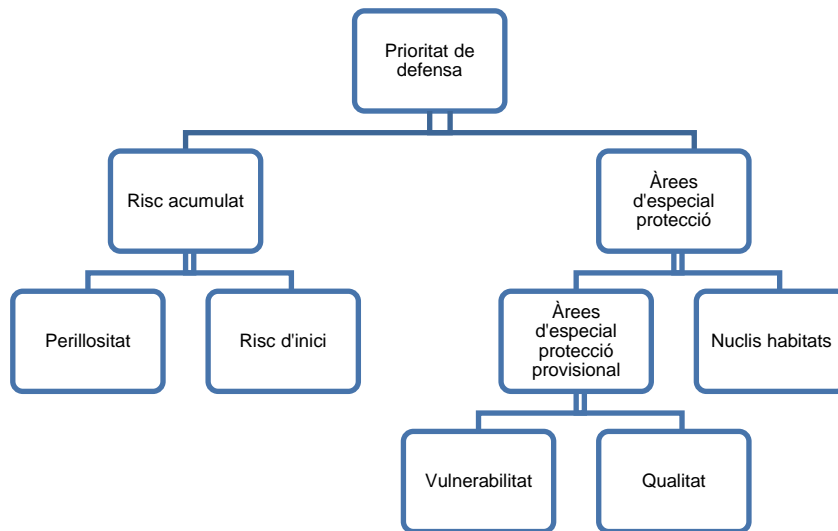 Prioritat de
defensa
Risc acumulat
Àrees
d'especial
protecció
Perillositat
Risc d'inici
Àrees
d'especial
protecció
provisional
Nuclis habitats
Vulnerabilitat
Qualitat